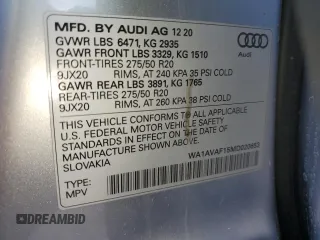 MFD. BY AUDI AG 12 20
GVWR LBS 6471, KG 2935
GAWR FRONT LBS 3329, KG 1510
FRONT-TIRES 275/50 R20
9JX20 RIMS, AT 240 KPA 35 PSI COLD
GAWR REAR LBS 3891, KG 1765
REAR-TIRES 275/50 R20
9JX20 RIMS, AT 260 KPA 38 PSI COLD
THIS VEHICLE CONFORMS TO ALL APPLICABLE
U.S. FEDERAL MOTOR VEHICLE SAFETY
STANDARDS IN EFFECT ON THE DATE OF
MANUFACTURE SHOWN ABOVE.
SLOVAKIA
TYPE:
MPV
Audi
DREAMBID